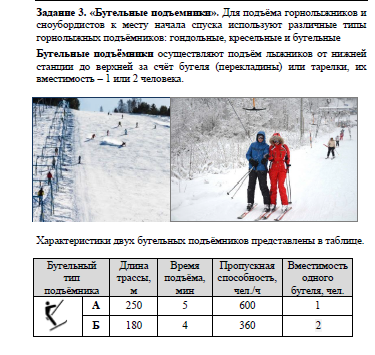 Задание 3. «Бугельные подъемники». Для подъёма горнолыжников и
сноубордистов к месту начала спуска используют различные типы
горнолыжных подъёмников: гондольные, кресельные и бугельные
Бугельные подъёмники осуществляют подъём лыжников от нижней
станции до верхней за счёт бугеля (перекладины) или тарелки, их
вместимость – 1 или 2 человека.
Характеристики двух бугельных подъёмников представлены в таблице.
Бугельный тип подъёмника Длина трассы, м Время подъёма, мин Пропускная способность, чел./ч Вместимость одного бугеля, чел.
А 250 5 600 1
Б 180 4 360 2